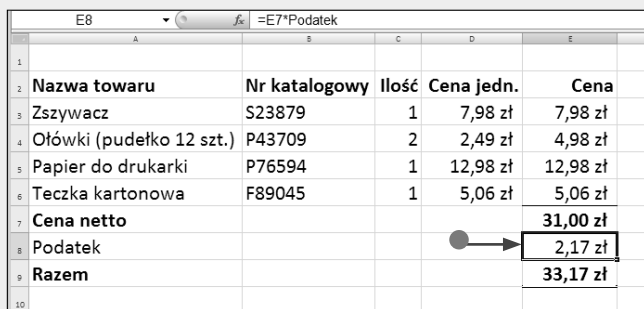 E8 fx =E7*Podatek
A B C D E
1
2 Nazwa towaru Nr katalogowy Ilość Cena jedn. Cena
3 Zszywacz S23879 1 7,98 zł 7,98 zł
4 Ołówki (pudełko 12 szt.) P43709 2 2,49 zł 4,98 zł
5 Papier do drukarki P76594 1 12,98 zł 12,98 zł
6 Teczka kartonowa F89045 1 5,06 zł 5,06 zł
7 Cena netto 31,00 zł
8 Podatek 2,17 zł
9 Razem 33,17 zł
10